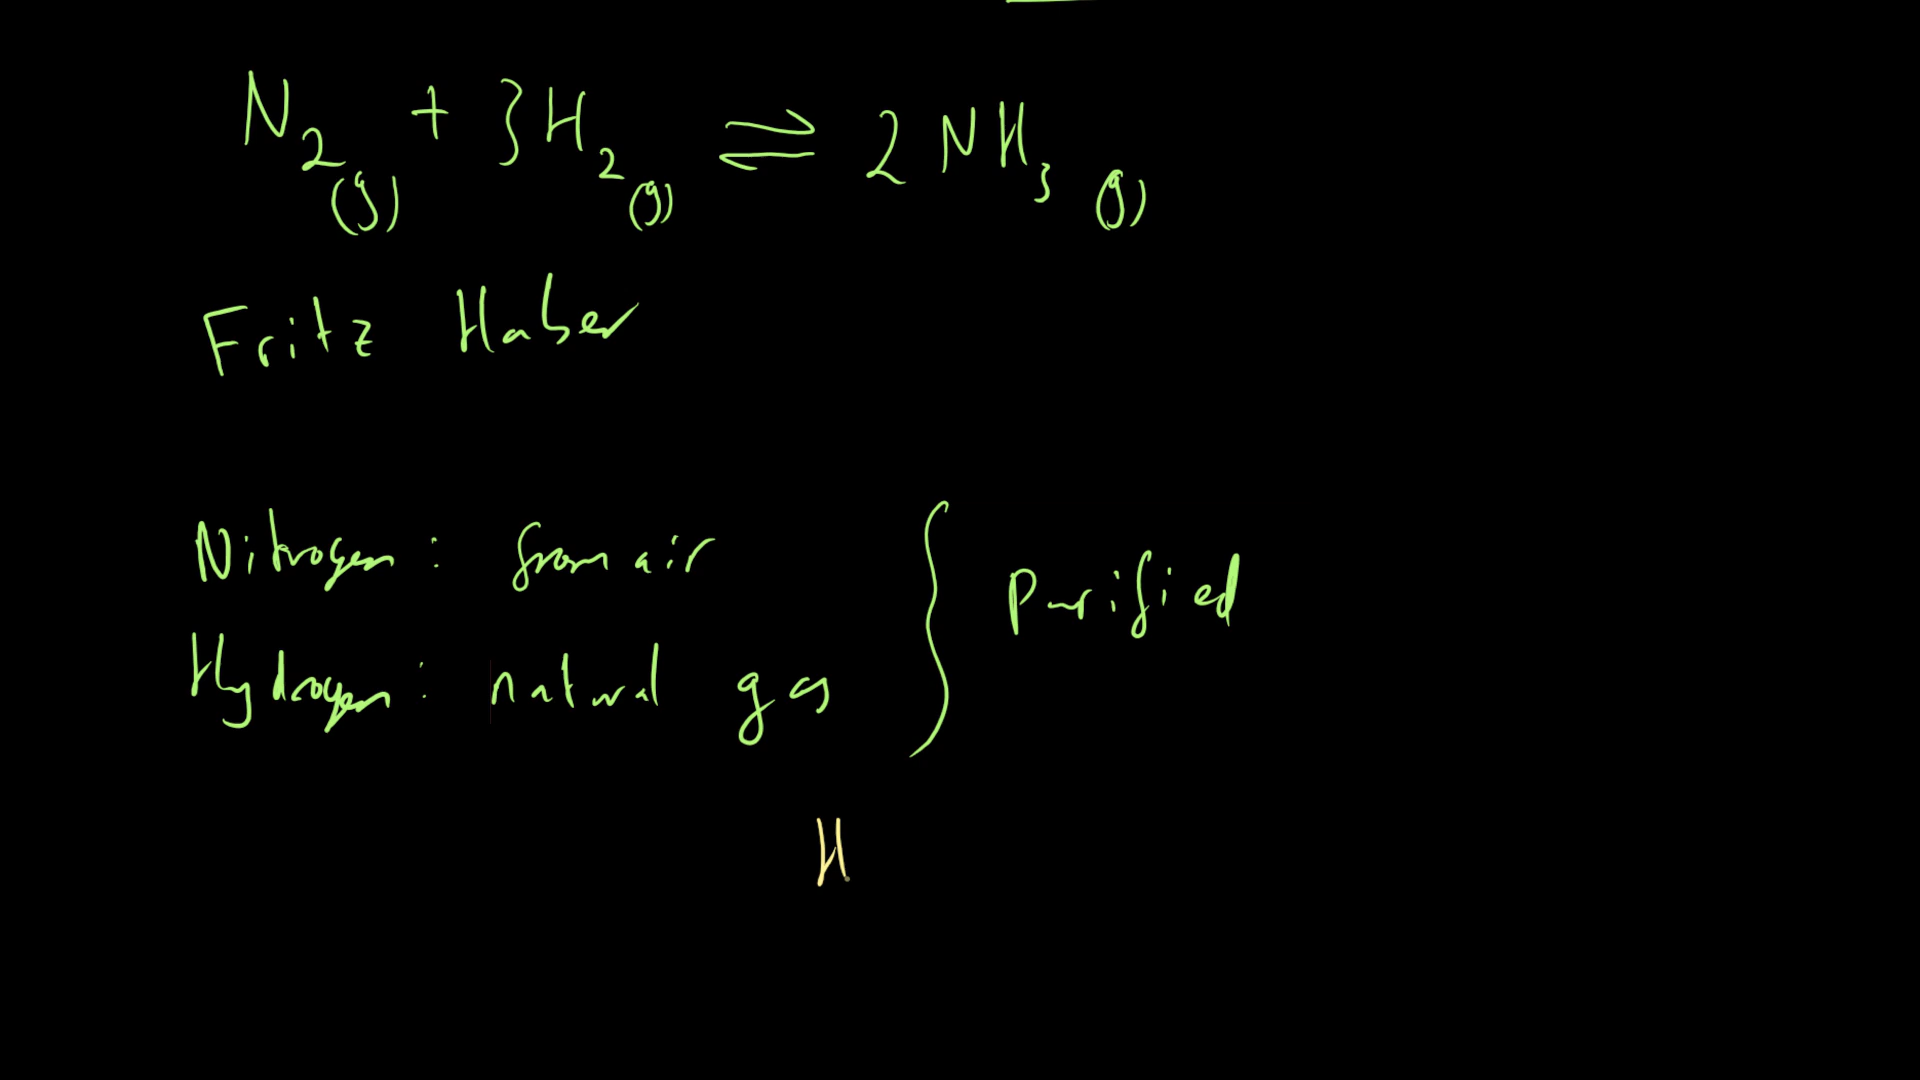 N₂(g) + 3H₂(g) ⇌ 2NH₃(g)
Fritz Haber
Nitrogen: from air
Hydrogen: natural gas
Purified
H